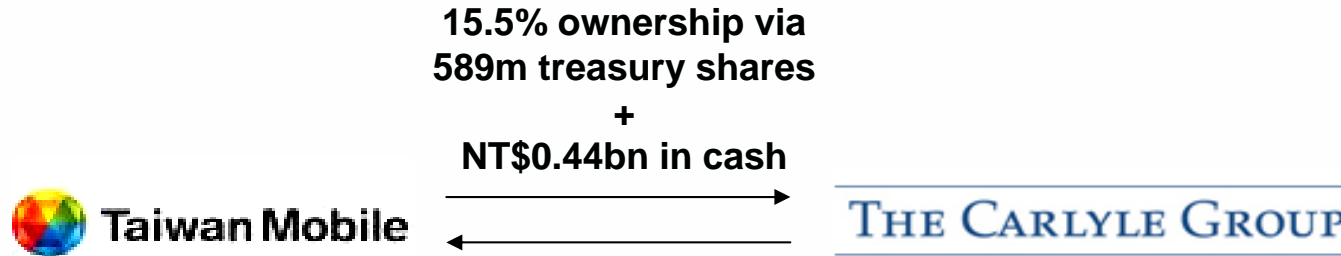 15.5% ownership via
589m treasury shares
+
NT$0.44bn in cash
Taiwan Mobile
THE CARLYLE GROUP